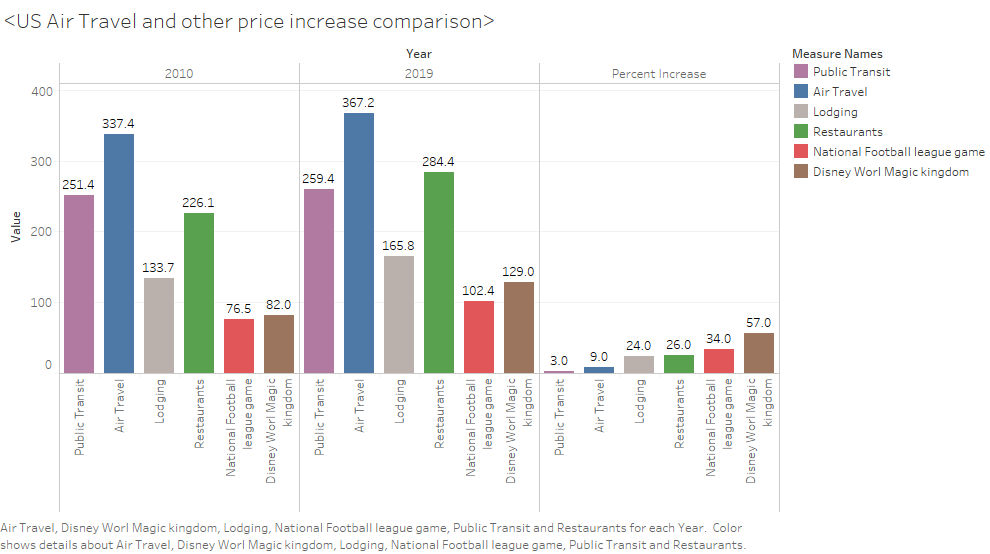 <US Air Travel and other price increase comparison>
Year
2010
2019
Percent Increase
Value
400
300
200
100
0
251.4
337.4
133.7
226.1
76.5
82.0
259.4
367.2
165.8
284.4
102.4
129.0
3.0
9.0
24.0
26.0
34.0
57.0
Public Transit
Air Travel
Lodging
Restaurants
National Football
league game
Disney Worl Magic
kingdom
Public Transit
Air Travel
Lodging
Restaurants
National Football
league game
Disney Worl Magic
kingdom
Public Transit
Air Travel
Lodging
Restaurants
National Football
league game
Disney Worl Magic
kingdom
Measure Names
Public Transit
Air Travel
Lodging
Restaurants
National Football league game
Disney Worl Magic kingdom
Air Travel, Disney Worl Magic kingdom, Lodging, National Football league game, Public Transit and Restaurants for each Year. Color
shows details about Air Travel, Disney Worl Magic kingdom, Lodging, National Football league game, Public Transit and Restaurants.